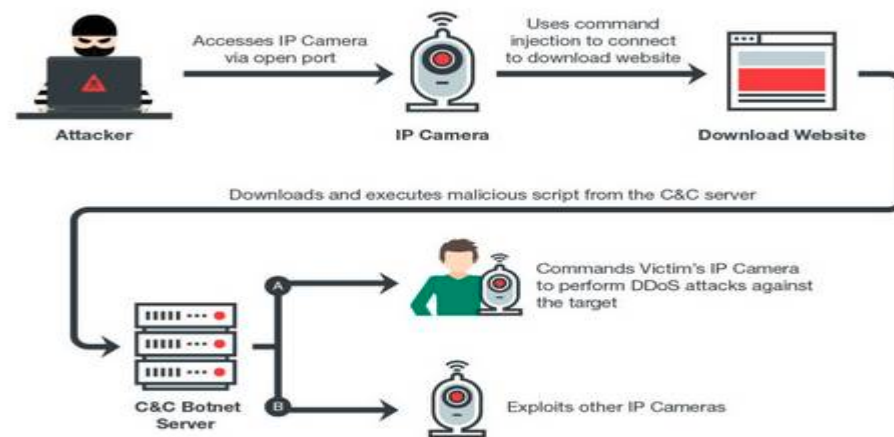 Accesses IP Camera
via open port
Uses command
injection to connect
to download website
Attacker
IP Camera
Download Website
Downloads and executes malicious script from the C&C server
A
Commands Victim's IP Camera
to perform DDoS attacks against
the target
B
Exploits other IP Cameras
C&C Botnet
Server